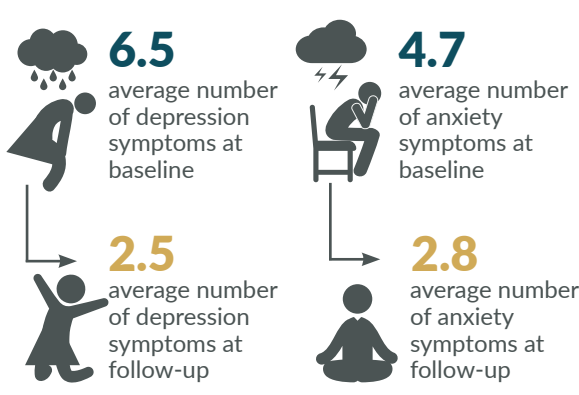 6.5
average number
of depression
symptoms at
baseline
4.7
average number
of anxiety
symptoms at
baseline
2.5
average number
of depression
symptoms at
follow-up
2.8
average number
of anxiety
symptoms at
follow-up